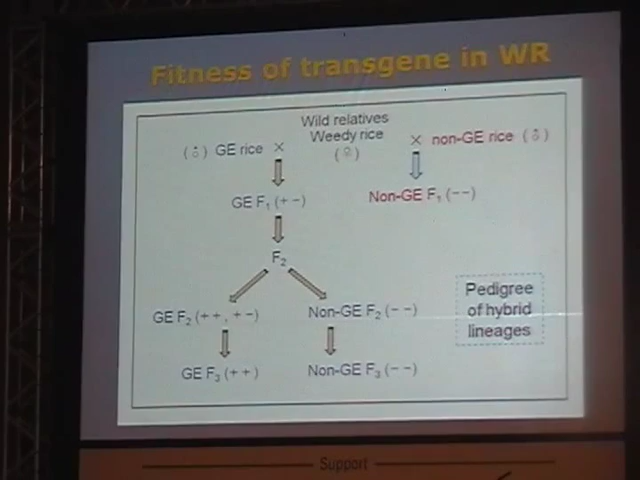 Fitness of transgene in WR
Wild relatives
Weedy rice
(♀)
(♂) GE rice ×
× non-GE rice (♂)
GE F₁ (+ −)
Non-GE F₁ (− −)
F₂
GE F₂ (+ + , + −)
Non-GE F₂ (− −)
GE F₃ (+ +)
Non-GE F₃ (− −)
Pedigree
of hybrid
lineages
Support